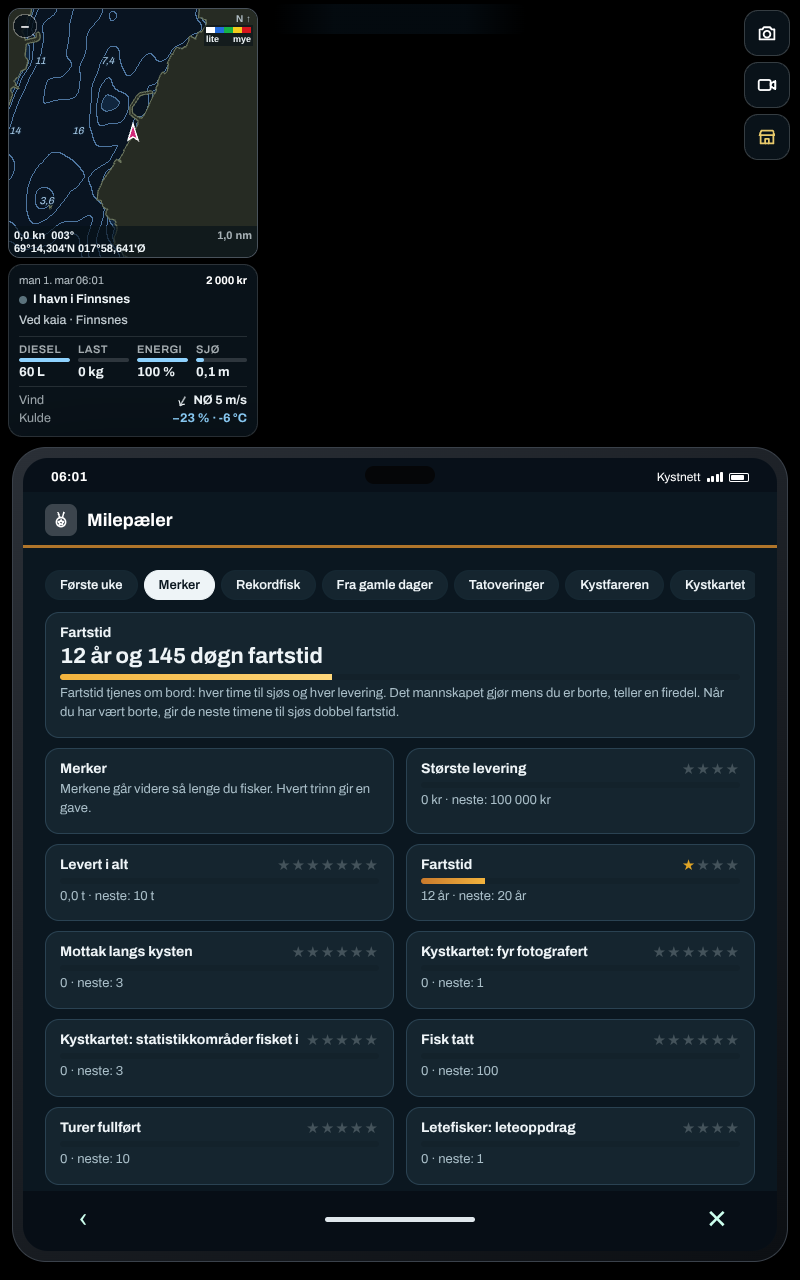 N ↑
lite mye
11
7,4
14
16
3,6
0,0 kn 003°
1,0 nm
69°14,304'N 017°58,641'Ø
man 1. mar 06:01
2 000 kr
I havn i Finnsnes
Ved kaia · Finnsnes
DIESEL LAST ENERGI SJØ
60 L 0 kg 100 % 0,1 m
Vind ↙ NØ 5 m/s
Kulde −23 % · -6 °C
06:01
Kystnett
Milepæler
Første uke Merker Rekordfisk Fra gamle dager Tatoveringer Kystfareren Kystkartet
Fartstid
12 år og 145 døgn fartstid
Fartstid tjenes om bord: hver time til sjøs og hver levering. Det mannskapet gjør mens du er borte, teller en firedel. Når
du har vært borte, gir de neste timene til sjøs dobbel fartstid.
Merker
Merkene går videre så lenge du fisker. Hvert trinn gir en
gave.
Største levering ★★★★
0 kr · neste: 100 000 kr
Levert i alt ★★★★★★★
0,0 t · neste: 10 t
Fartstid ★★★★
12 år · neste: 20 år
Mottak langs kysten ★★★★★★
0 · neste: 3
Kystkartet: fyr fotografert ★★★★★★
0 · neste: 1
Kystkartet: statistikkområder fisket i ★★★★★
0 · neste: 3
Fisk tatt ★★★★★★
0 · neste: 100
Turer fullført ★★★★★
0 · neste: 10
Letefisker: leteoppdrag ★★★★
0 · neste: 1